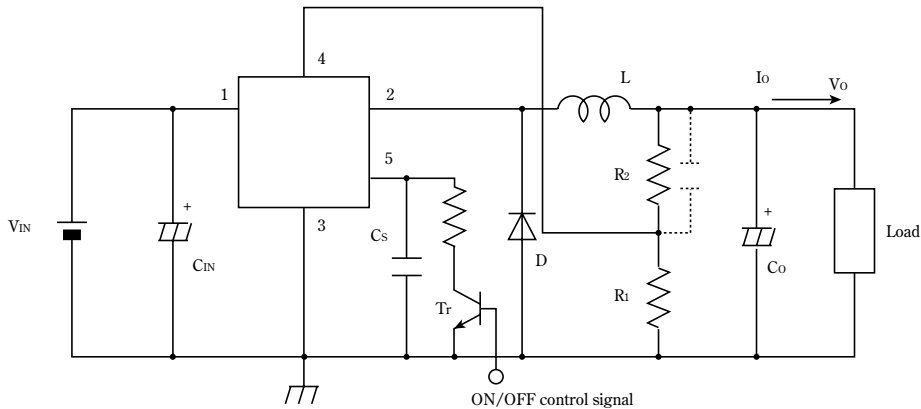 4
1
2
L
IO
VO
5
R2
+
VIN
3
CS
+
Load
CIN
D
CO
R1
Tr
ON/OFF control signal